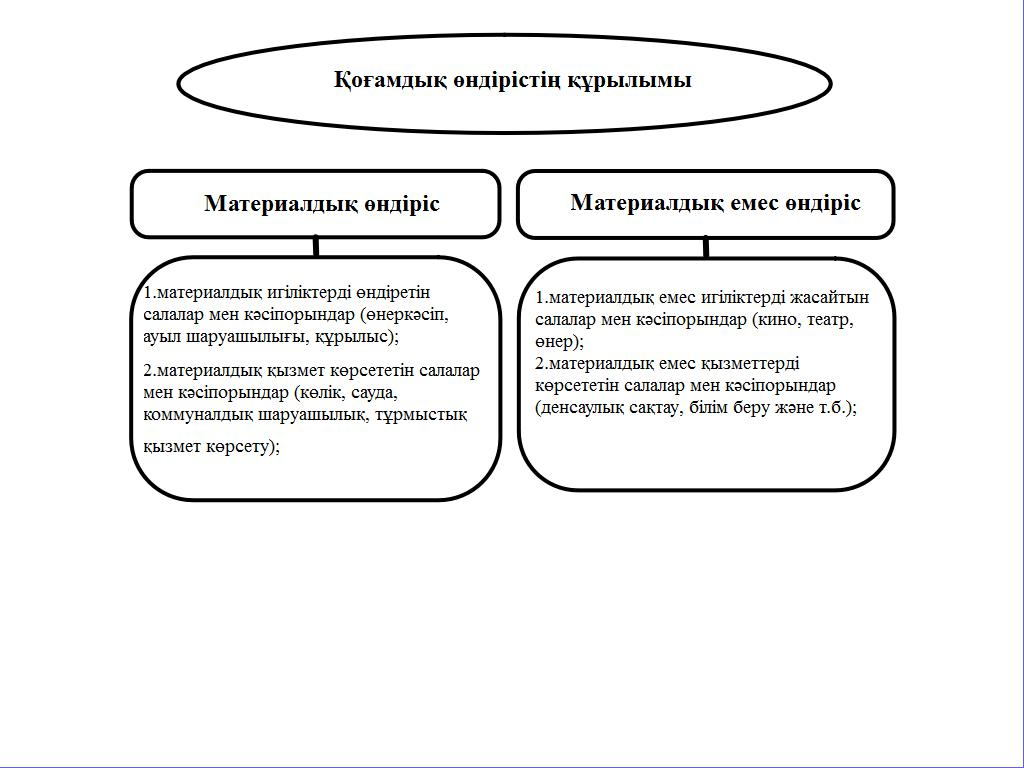 Қоғамдық өндірістің құрылымы
Материалдық өндіріс
Материалдық емес өндіріс
1.материалдық игіліктерді өндіретін
салалар мен кәсіпорындар (өнеркәсіп,
ауыл шаруашылығы, құрылыс);
2.материалдық қызмет көрсететін салалар
мен кәсіпорындар (көлік, сауда,
коммуналдық шаруашылық, тұрмыстық
қызмет көрсету);
1.материалдық емес игіліктерді жасайтын
салалар мен кәсіпорындар (кино, театр,
өнер);
2.материалдық емес қызметтерді
көрсететін салалар мен кәсіпорындар
(денсаулық сақтау, білім беру және т.б.);